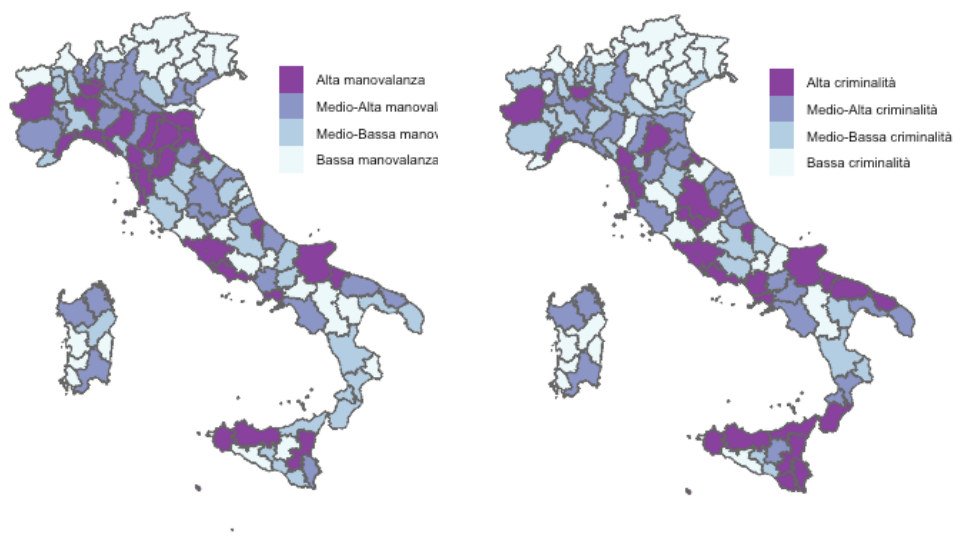 Alta manovalanza
Medio-Alta manoval
Medio-Bassa manov
Bassa manovalanza
Alta criminalità
Medio-Alta criminalità
Medio-Bassa criminalità
Bassa criminalità